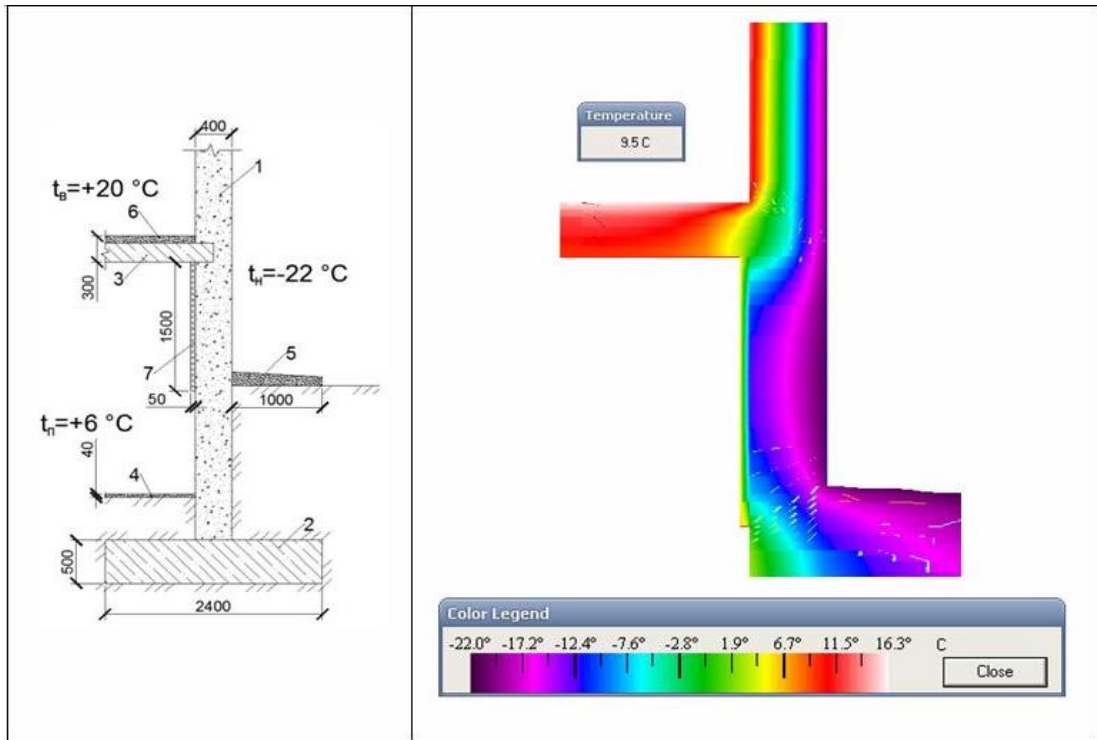 400
1
tв=+20 °C
6
3
300
tн=-22 °C
1500
7
5
50
1000
tп=+6 °C
40
4
2
500
2400
Temperature
9.5 C
Color Legend
-22.0° -17.2° -12.4° -7.6° -2.8° 1.9° 6.7° 11.5° 16.3° C
Close